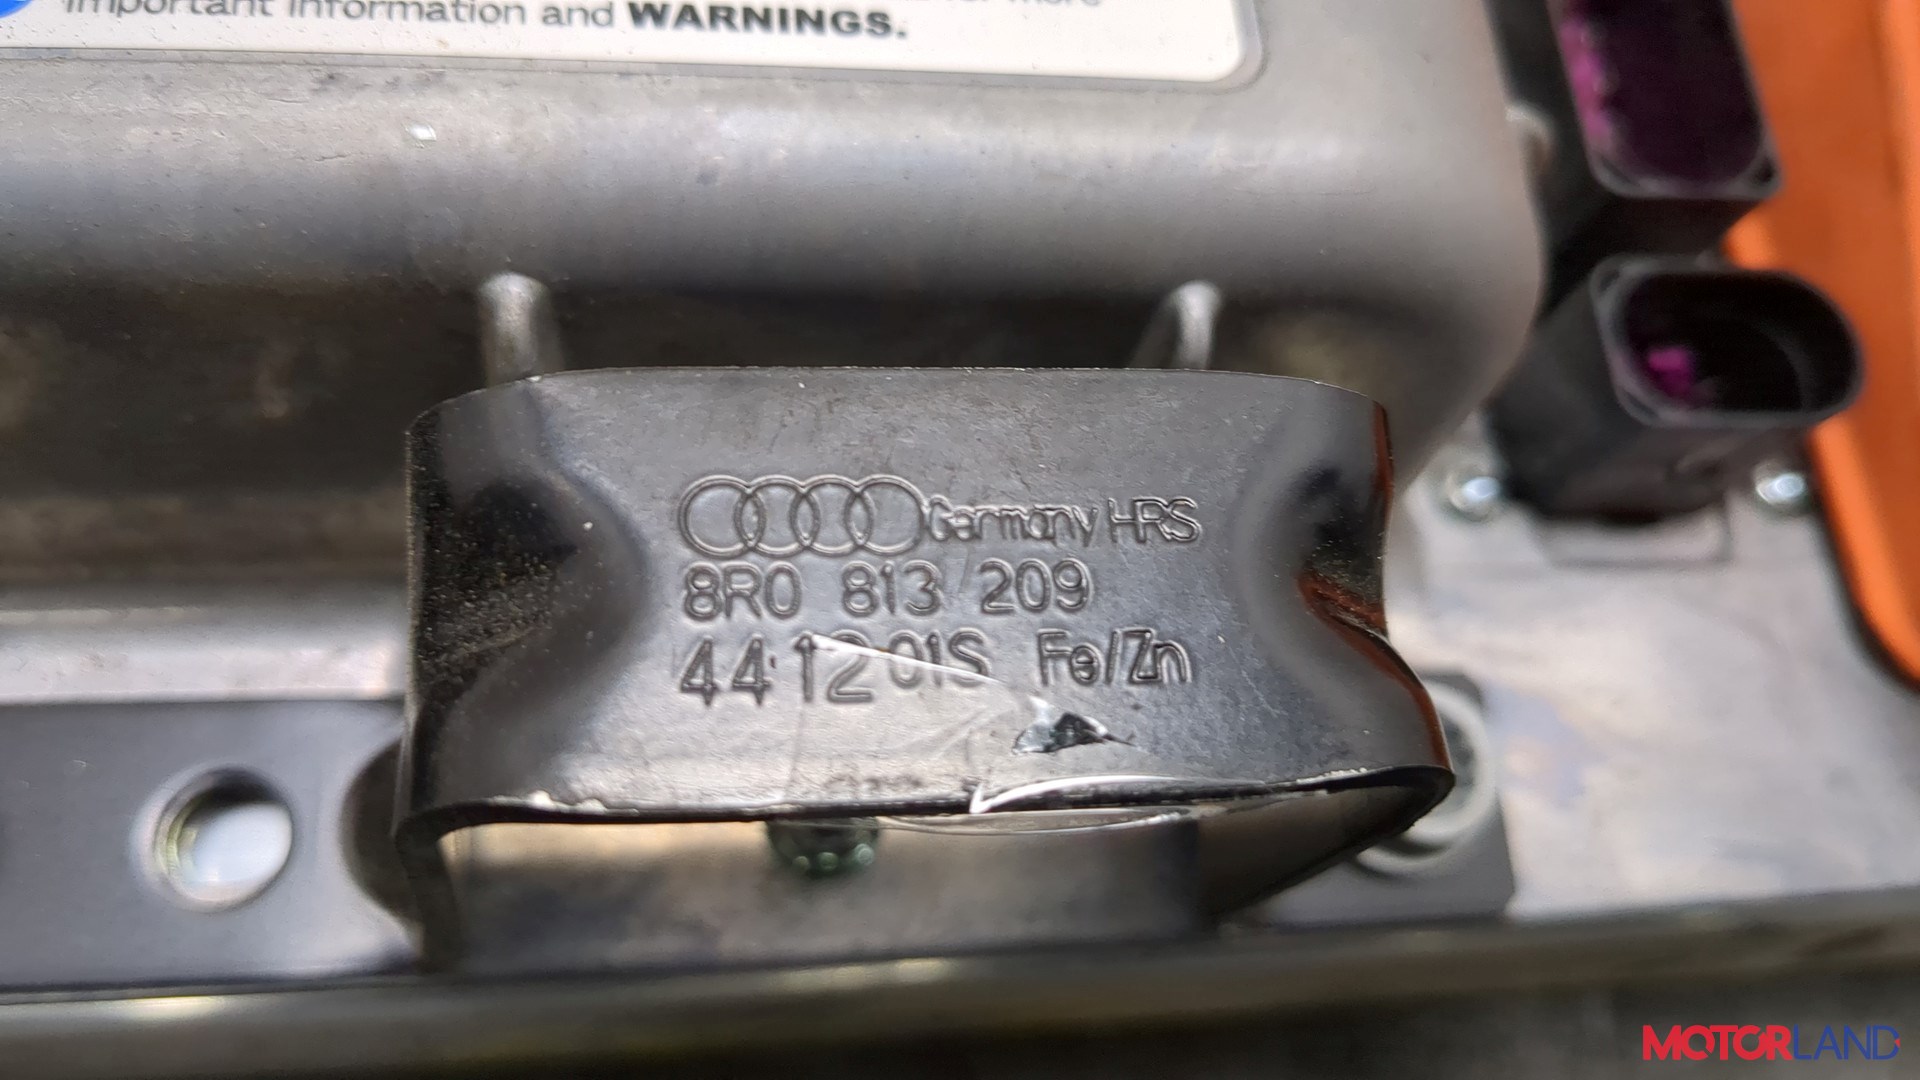 important information and WARNINGS.
Germany HRS
8R0 813 209
44 12 01S Fe/Zn
MOTORLAND